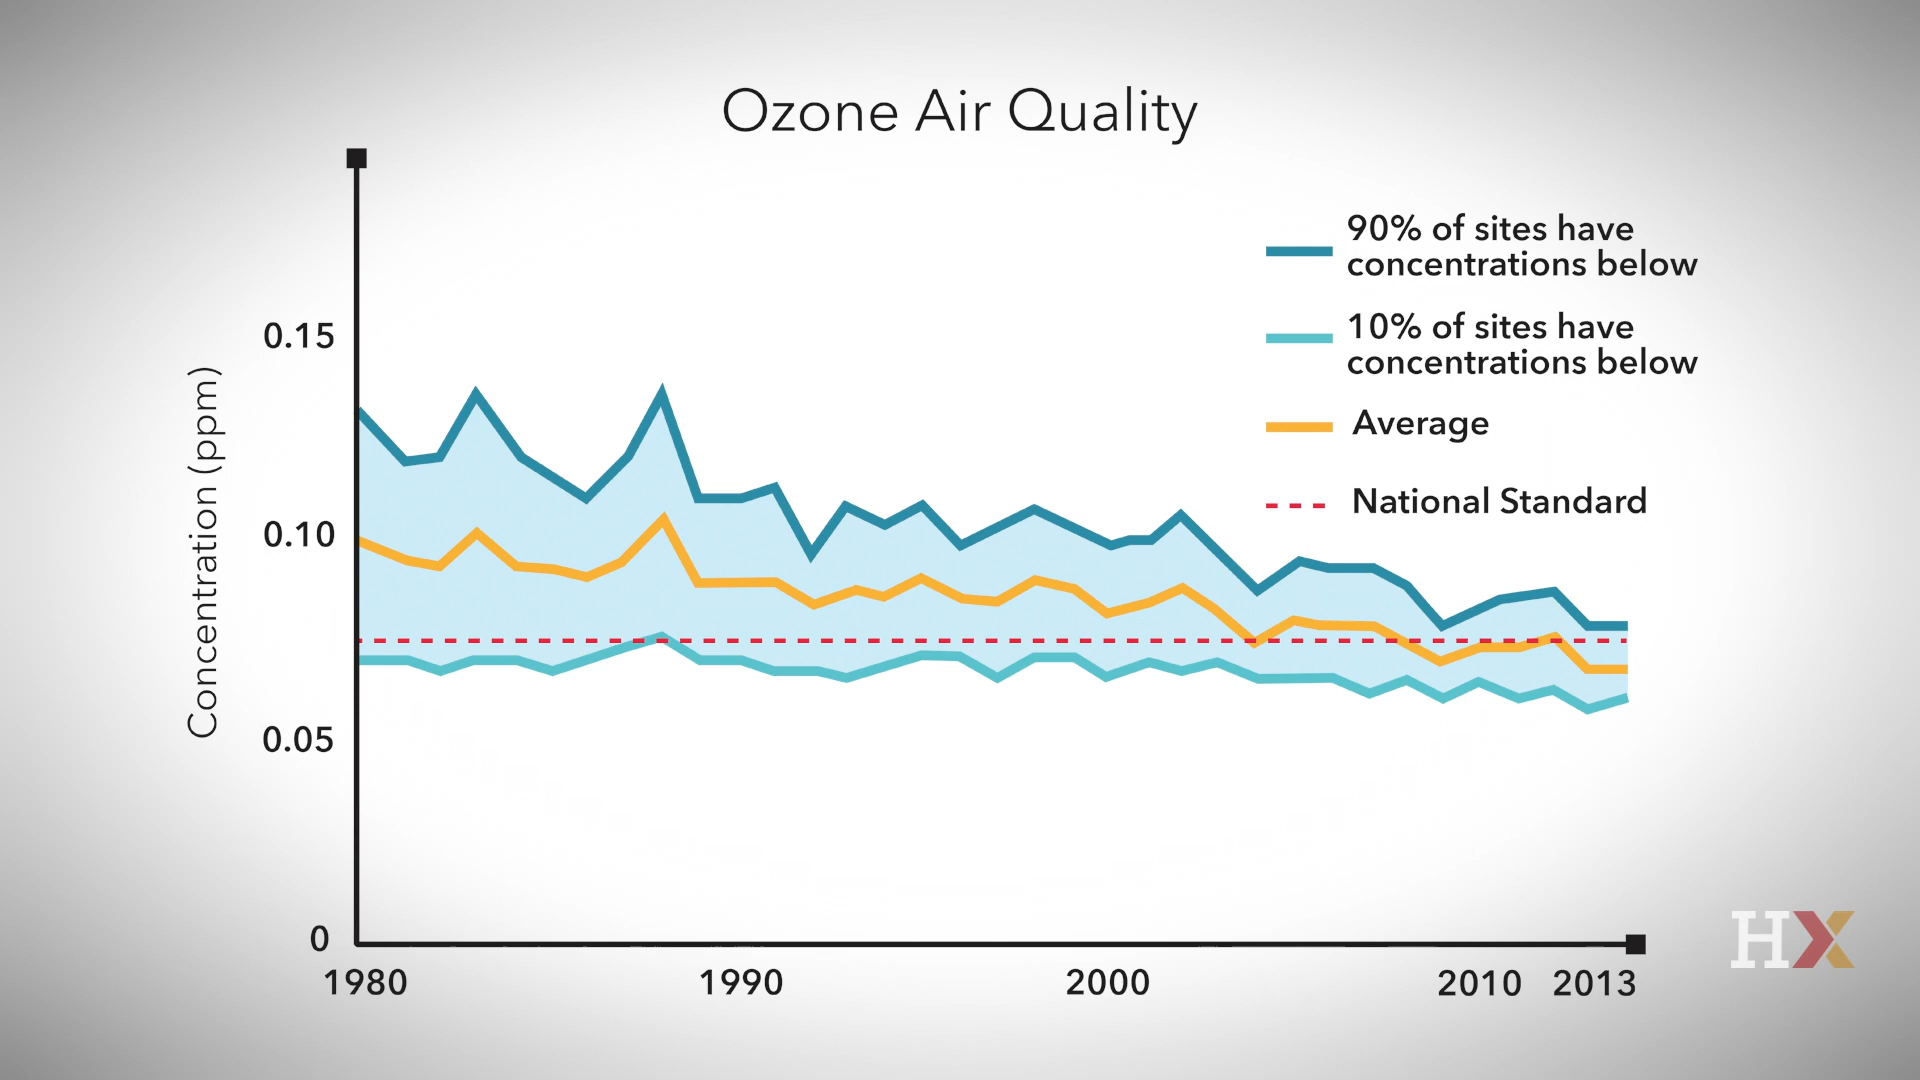 Ozone Air Quality
90% of sites have
concentrations below
10% of sites have
concentrations below
Average
National Standard
Concentration (ppm)
0.15
0.10
0.05
0
1980
1990
2000
2010
2013
HX